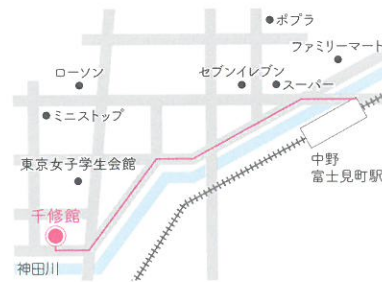 ポプラ
ファミリーマート
ローソン
セブンイレブン
スーパー
ミニストップ
東京女子学生会館
中野
富士見町駅
千修館
神田川